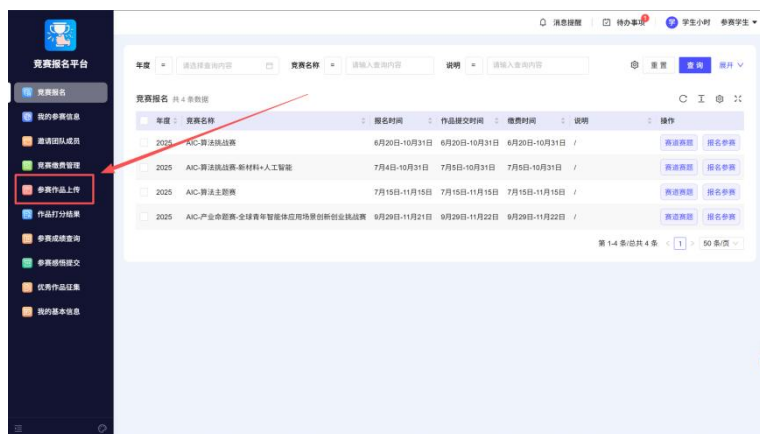 消息提醒 待办事项 学 学生小时 参赛学生
竞赛报名平台
年度 = 请选择查询内容 竞赛名称 = 请输入查询内容 说明 = 请输入查询内容 重置 查询 展开
竞赛报名
我的参赛信息
邀请团队成员
竞赛缴费管理
参赛作品上传
作品打分结果
参赛成绩查询
参赛感悟提交
优秀作品征集
我的基本信息
竞赛报名 共 4 条数据
年度 竞赛名称 报名时间 作品提交时间 缴费时间 说明 操作
2025 AIC-算法挑战赛 6月20日-10月31日 6月20日-10月31日 6月20日-10月31日 / 赛道赛题 报名参赛
2025 AIC-算法挑战赛-新材料+人工智能 7月4日-10月31日 7月5日-10月31日 7月5日-10月31日 / 赛道赛题 报名参赛
2025 AIC-算法主题赛 7月15日-11月15日 7月15日-11月15日 7月15日-11月15日 / 赛道赛题 报名参赛
2025 AIC-产业命题赛-全球青年智能体应用场景创新创业挑战赛 9月29日-11月21日 9月29日-11月22日 9月29日-11月22日 / 赛道赛题 报名参赛
第 1-4 条/总共 4 条 < 1 > 50 条/页